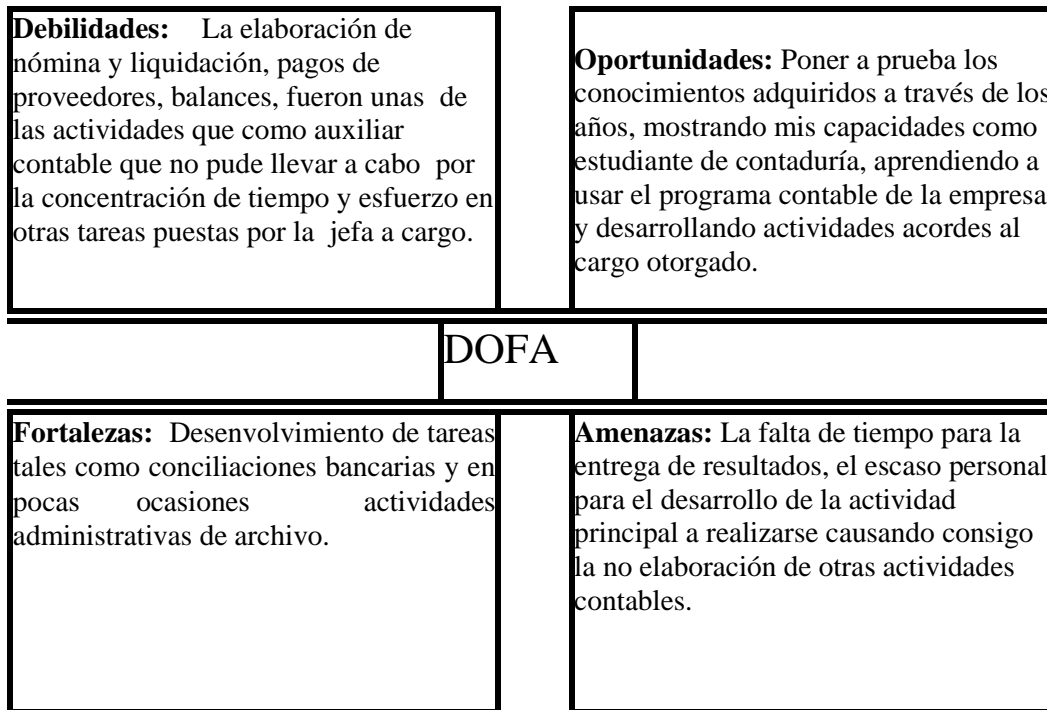 Debilidades: La elaboración de
nómina y liquidación, pagos de
proveedores, balances, fueron unas de
las actividades que como auxiliar
contable que no pude llevar a cabo por
la concentración de tiempo y esfuerzo en
otras tareas puestas por la jefa a cargo.
Oportunidades: Poner a prueba los
conocimientos adquiridos a través de los
años, mostrando mis capacidades como
estudiante de contaduría, aprendiendo a
usar el programa contable de la empresa
y desarrollando actividades acordes al
cargo otorgado.
DOFA
Fortalezas: Desenvolvimiento de tareas
tales como conciliaciones bancarias y en
pocas ocasiones actividades
administrativas de archivo.
Amenazas: La falta de tiempo para la
entrega de resultados, el escaso personal
para el desarrollo de la actividad
principal a realizarse causando consigo
la no elaboración de otras actividades
contables.